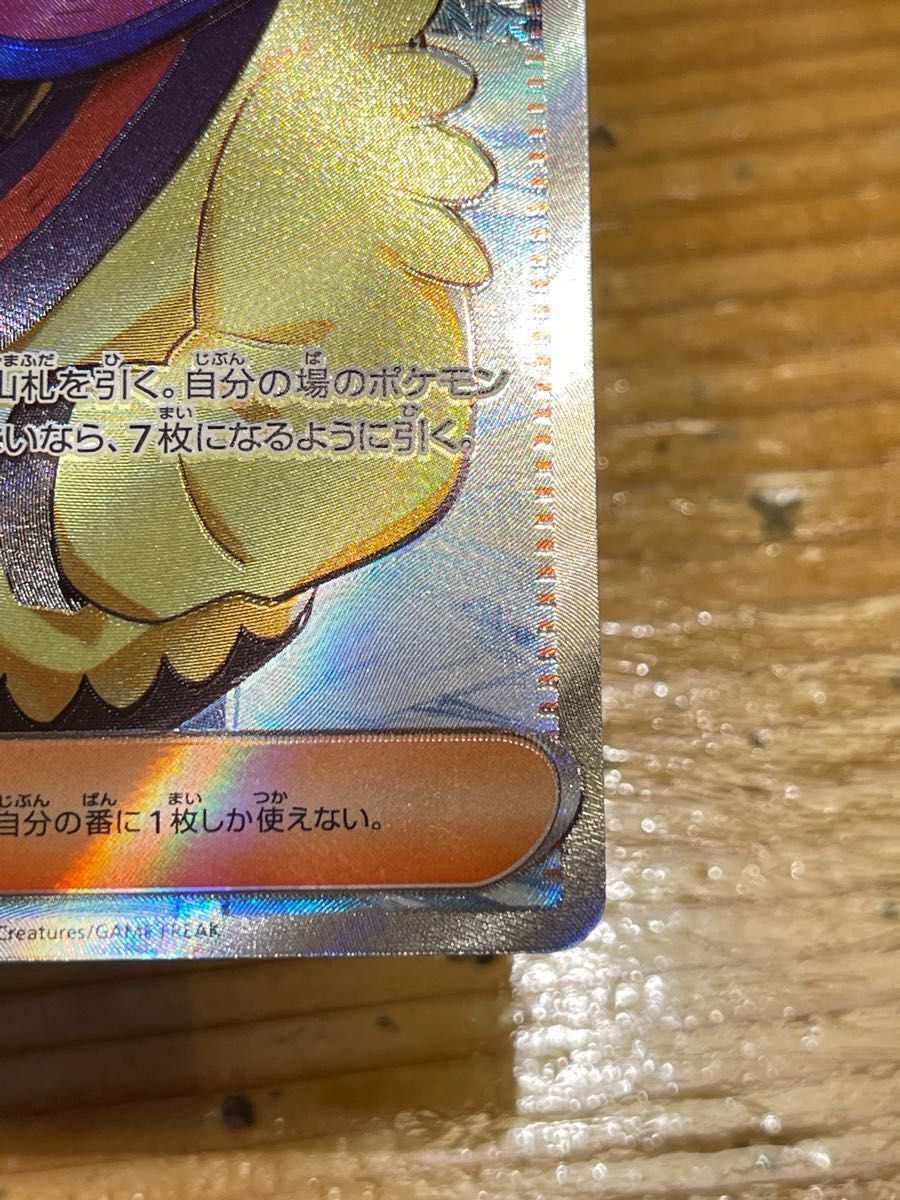 山札を引く。自分の場のポケモン
いなら、7枚になるように引く。
自分の番に1枚しか使えない。
Creatures/GAME FREAK